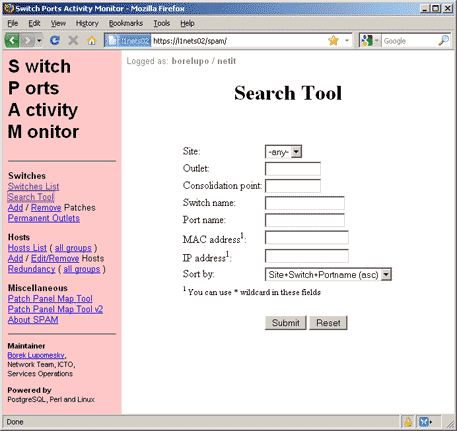 Switch Ports Activity Monitor - Mozilla Firefox
File Edit View History Bookmarks Tools Help
l1nets02 https://l1nets02/spam/
Google
S witch
P orts
A ctivity
M onitor
Switches
Switches List
Search Tool
Add / Remove Patches
Permanent Outlets
Hosts
Hosts List ( all groups )
Add / Edit/Remove Hosts
Redundancy ( all groups )
Miscellaneous
Patch Panel Map Tool
Patch Panel Map Tool v2
About SPAM
Maintainer
Borek Lupomesky,
Network Team, ICTO,
Services Operations
Powered by
PostgreSQL, Perl and Linux
Logged as: borelupo / netit
Search Tool
Site: -any-
Outlet:
Consolidation point:
Switch name:
Port name:
MAC address1:
IP address1:
Sort by: Site+Switch+Portname (asc)
1 You can use * wildcard in these fields
Submit Reset
Done